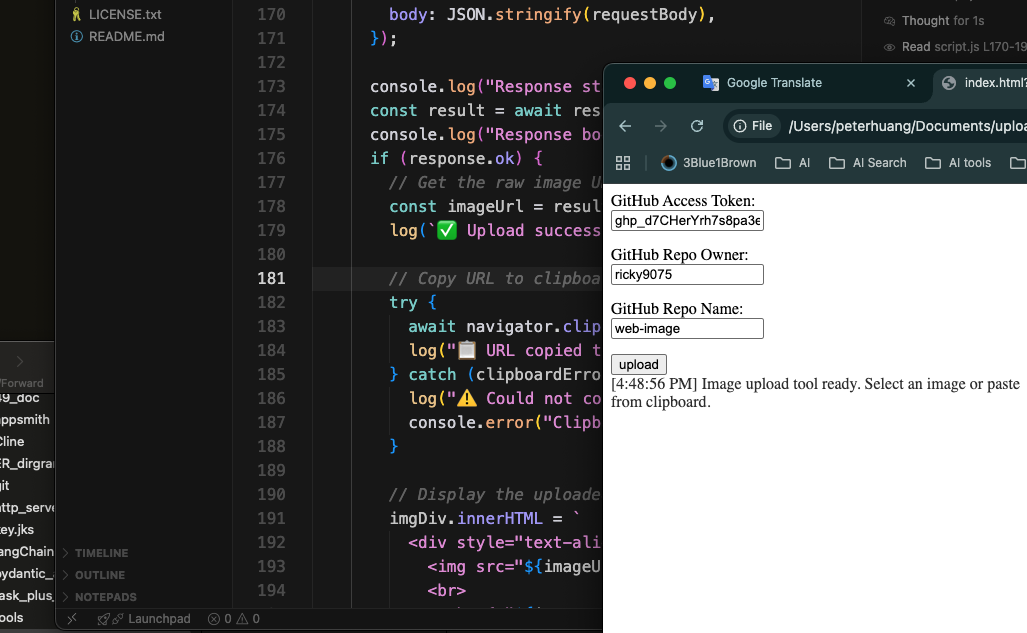 LICENSE.txt
README.md
TIMELINE
OUTLINE
NOTEPADS
Launchpad
0 0
/Forward
49_doc
appsmith
Cline
ER_dirgra
git
http_serve
key.jks
angChain
pydantic_
ask_plus_
ools
170 body: JSON.stringify(requestBody),
171 });
172
173 console.log("Response st
174 const result = await res
175 console.log("Response bo
176 if (response.ok) {
177 // Get the raw image U
178 const imageUrl = resul
179 log(`✅ Upload success
180
181 // Copy URL to clipboa
182 try {
183 await navigator.clip
184 log("📋 URL copied t
185 } catch (clipboardErro
186 log("⚠️ Could not co
187 console.error("Clipb
188 }
189
190 // Display the uploade
191 imgDiv.innerHTML = `
192 <div style="text-ali
193 <img src="${imageU
194 <br>
Thought for 1s
Read script.js L170-19
Google Translate
index.html?
File /Users/peterhuang/Documents/uploa
3Blue1Brown AI AI Search AI tools
GitHub Access Token:
ghp_d7CHerYrh7s8pa3e
GitHub Repo Owner:
ricky9075
GitHub Repo Name:
web-image
upload
[4:48:56 PM] Image upload tool ready. Select an image or paste
from clipboard.